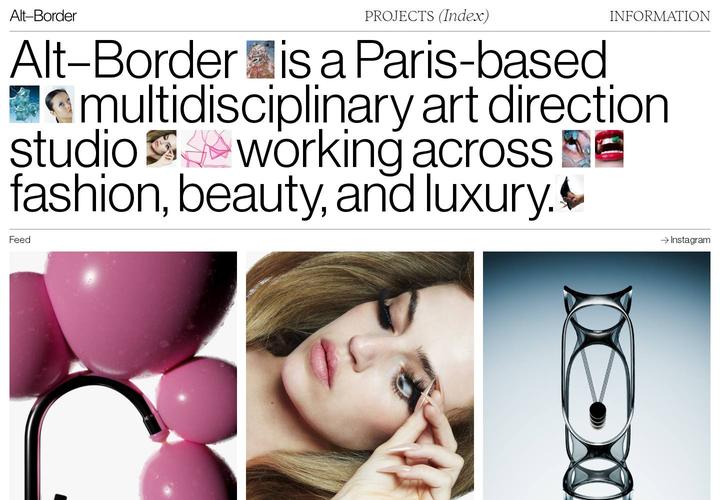 Alt–Border
PROJECTS (Index)
INFORMATION
Alt–Border is a Paris-based
multidisciplinary art direction
studio working across
fashion, beauty, and luxury.
Feed
→ Instagram